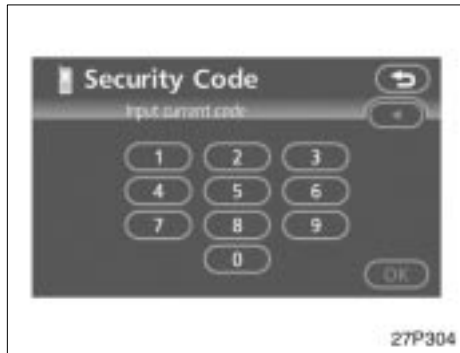 Security Code
Input current code
1 2 3
4 5 6
7 8 9
0
OK
27P304